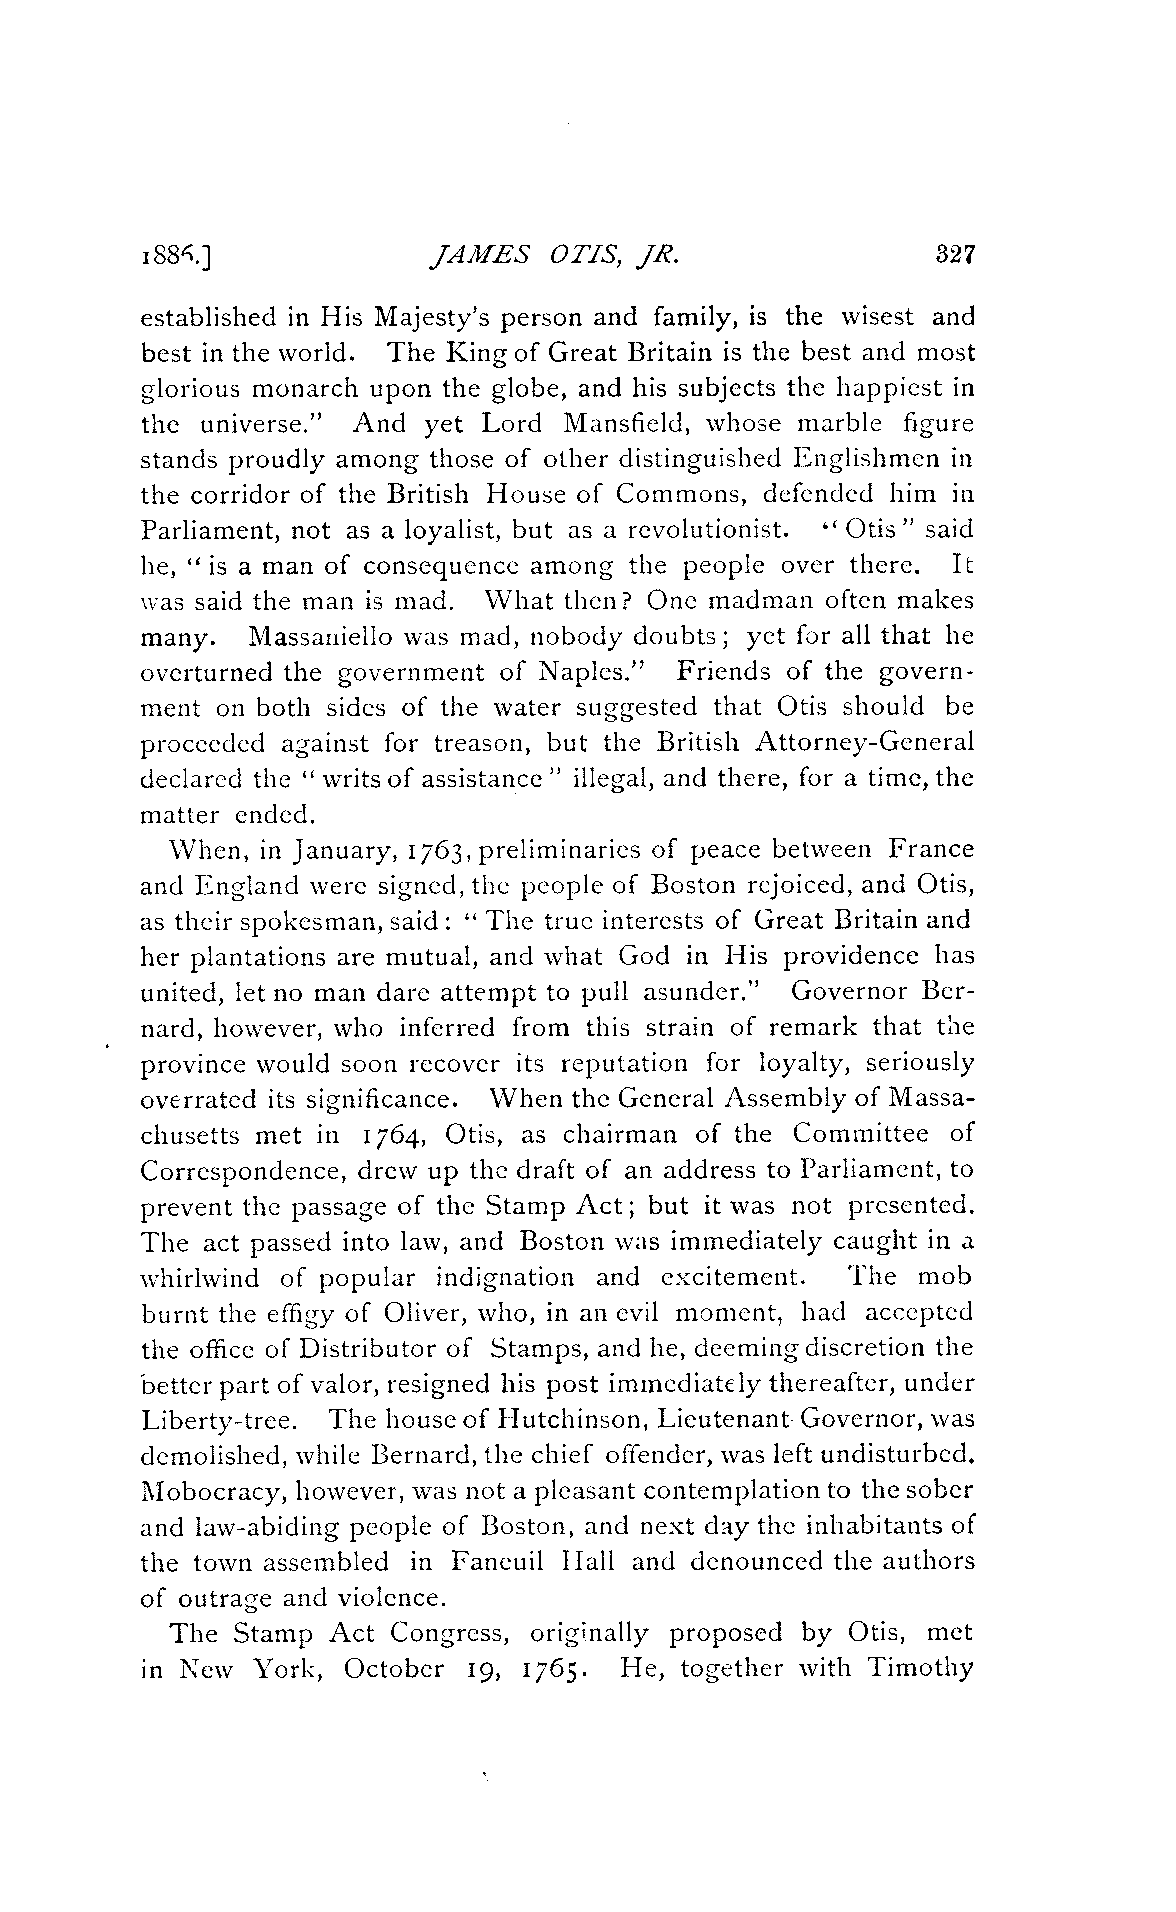 1886.] JAMES OTIS, JR. 327
established in His Majesty's person and family, is the wisest and
best in the world. The King of Great Britain is the best and most
glorious monarch upon the globe, and his subjects the happiest in
the universe." And yet Lord Mansfield, whose marble figure
stands proudly among those of other distinguished Englishmen in
the corridor of the British House of Commons, defended him in
Parliament, not as a loyalist, but as a revolutionist. "Otis" said
he, "is a man of consequence among the people over there. It
was said the man is mad. What then? One madman often makes
many. Massaniello was mad, nobody doubts; yet for all that he
overturned the government of Naples." Friends of the govern-
ment on both sides of the water suggested that Otis should be
proceeded against for treason, but the British Attorney-General
declared the "writs of assistance" illegal, and there, for a time, the
matter ended.
When, in January, 1763, preliminaries of peace between France
and England were signed, the people of Boston rejoiced, and Otis,
as their spokesman, said: "The true interests of Great Britain and
her plantations are mutual, and what God in His providence has
united, let no man dare attempt to pull asunder." Governor Ber-
nard, however, who inferred from this strain of remark that the
province would soon recover its reputation for loyalty, seriously
overrated its significance. When the General Assembly of Massa-
chusetts met in 1764, Otis, as chairman of the Committee of
Correspondence, drew up the draft of an address to Parliament, to
prevent the passage of the Stamp Act; but it was not presented.
The act passed into law, and Boston was immediately caught in a
whirlwind of popular indignation and excitement. The mob
burnt the effigy of Oliver, who, in an evil moment, had accepted
the office of Distributor of Stamps, and he, deeming discretion the
better part of valor, resigned his post immediately thereafter, under
Liberty-tree. The house of Hutchinson, Lieutenant-Governor, was
demolished, while Bernard, the chief offender, was left undisturbed.
Mobocracy, however, was not a pleasant contemplation to the sober
and law-abiding people of Boston, and next day the inhabitants of
the town assembled in Faneuil Hall and denounced the authors
of outrage and violence.
The Stamp Act Congress, originally proposed by Otis, met
in New York, October 19, 1765. He, together with Timothy